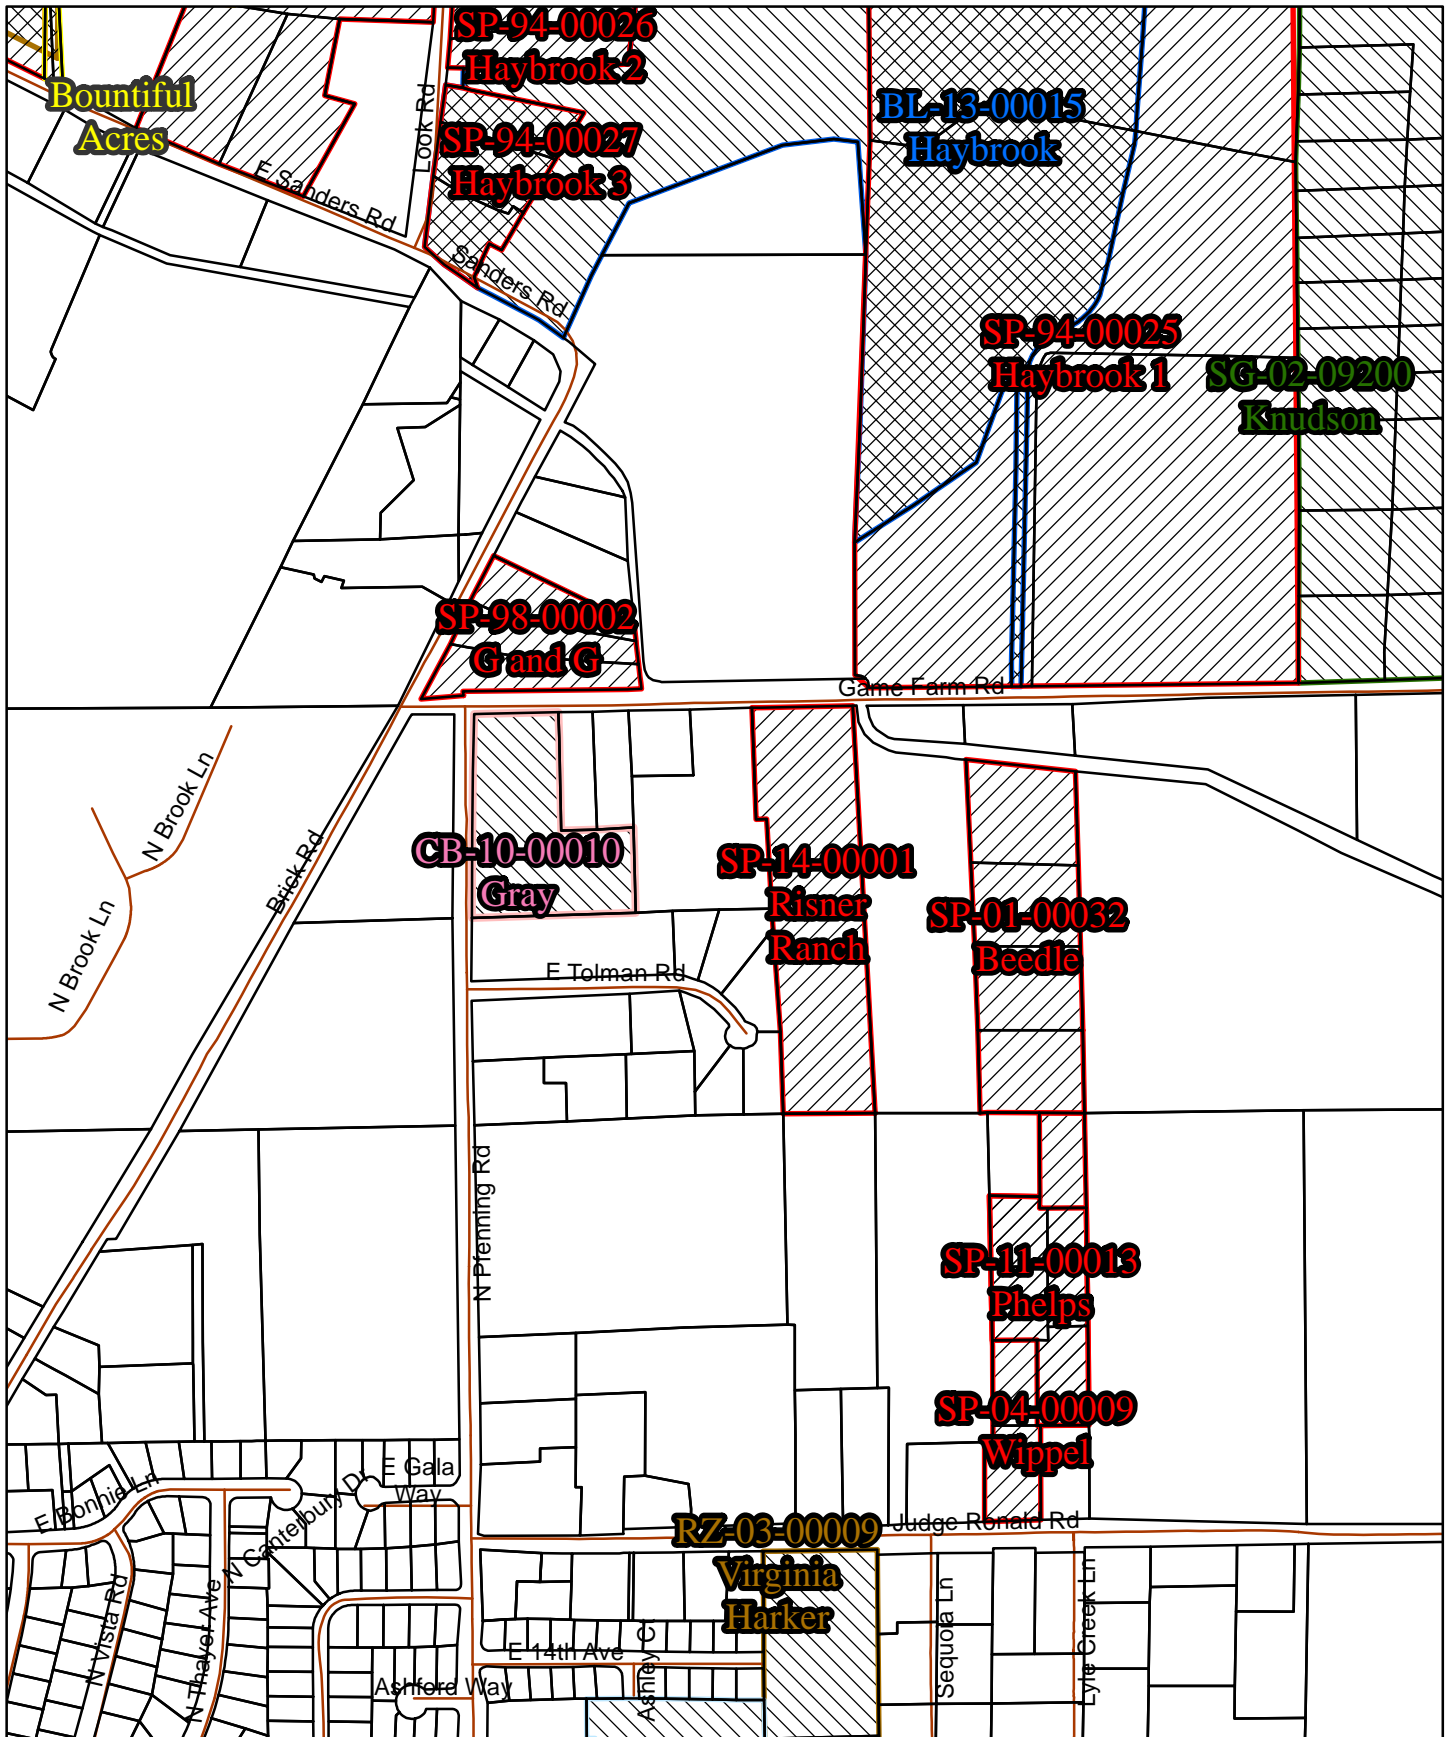 SP-94-00026
Haybrook 2
Bountiful
Acres
Look Rd
SP-94-00027
Haybrook 3
BL-13-00015
Haybrook
E Sanders Rd
Sanders Rd
SP-94-00025
Haybrook 1
SG-02-09200
Knudson
SP-98-00002
G and G
Game Farm Rd
N Brook Ln
N Brook Ln
Brick Rd
CB-10-00010
Gray
SP-14-00001
Risner
Ranch
SP-01-00032
Beedle
E Tolman Rd
N Pfenning Rd
SP-11-00013
Phelps
SP-04-00009
Wippel
E Bonnie Ln
N Canterbury Dr
E Gala
Way
RZ-03-00009
Virginia
Harker
Judge Ronald Rd
N Vista Rd
N Thayer Ave
E 14th Ave
Ashley Ct
Ashford Way
Sequoia Ln
Lyle Creek Ln